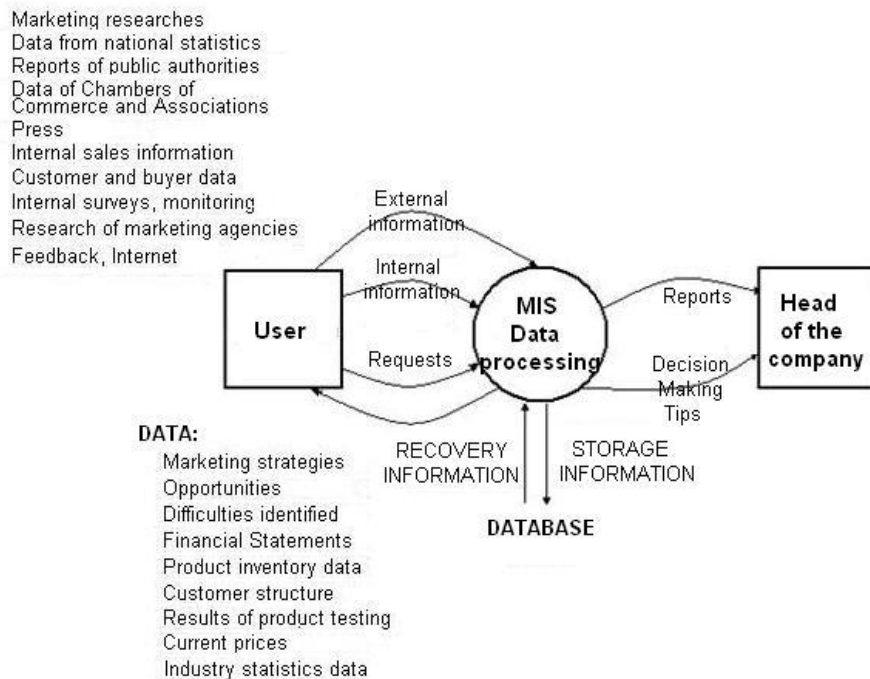 Marketing researches
Data from national statistics
Reports of public authorities
Data of Chambers of
Commerce and Associations
Press
Internal sales information
Customer and buyer data
Internal surveys, monitoring
Research of marketing agencies
Feedback, Internet
External
information
Internal
information
Requests
User
MIS
Data
processing
Reports
Decision
Making
Tips
Head
of the
company
RECOVERY
INFORMATION
STORAGE
INFORMATION
DATABASE
DATA:
Marketing strategies
Opportunities
Difficulties identified
Financial Statements
Product inventory data
Customer structure
Results of product testing
Current prices
Industry statistics data